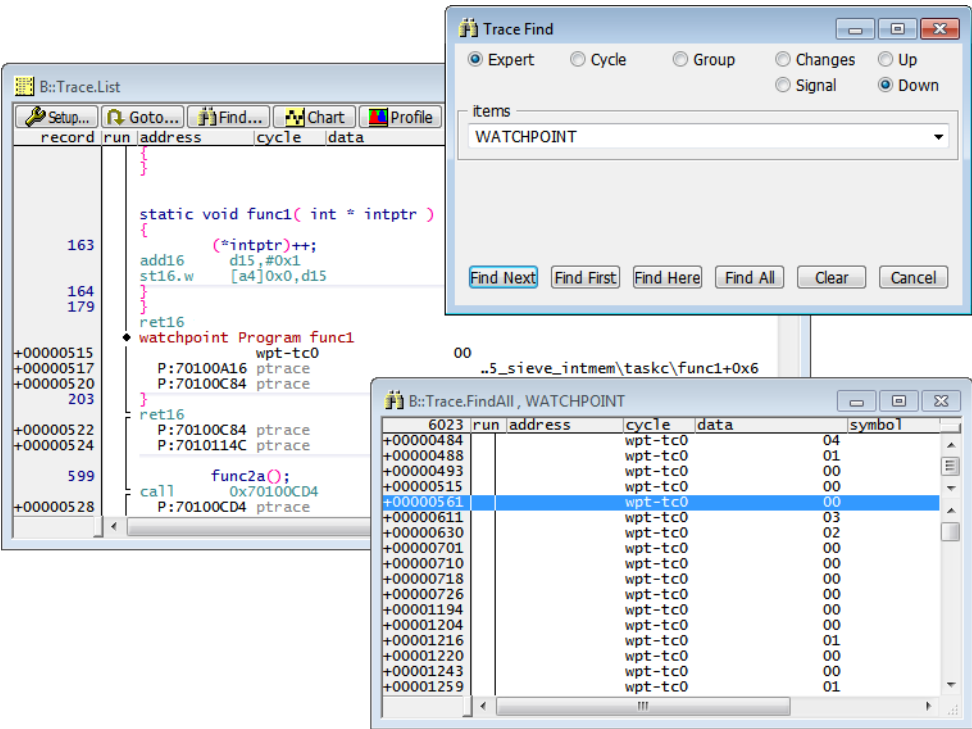 Trace Find
Expert Cycle Group Changes Up
Signal Down
items
WATCHPOINT
Find Next Find First Find Here Find All Clear Cancel
B::Trace.List
Setup... Goto... Find... Chart Profile
record run address cycle data
{
}
static void func1( int * intptr )
{
163 (*intptr)++;
add16 d15,#0x1
st16.w [a4]0x0,d15
164 }
179 }
ret16
watchpoint Program func1
+00000515 wpt-tc0 00
+00000517 P:70100A16 ptrace ..5_sieve_intmem\taskc\func1+0x6
+00000520 P:70100C84 ptrace
203 }
ret16
+00000522 P:70100C84 ptrace
+00000524 P:7010114C ptrace
599 func2a();
call 0x70100CD4
+00000528 P:70100CD4 ptrace
B::Trace.FindAll , WATCHPOINT
6023 run address cycle data symbol
+00000484 wpt-tc0 04
+00000488 wpt-tc0 01
+00000493 wpt-tc0 00
+00000515 wpt-tc0 00
+00000561 wpt-tc0 00
+00000611 wpt-tc0 03
+00000630 wpt-tc0 02
+00000701 wpt-tc0 00
+00000710 wpt-tc0 00
+00000718 wpt-tc0 00
+00000726 wpt-tc0 00
+00001194 wpt-tc0 00
+00001204 wpt-tc0 00
+00001216 wpt-tc0 01
+00001220 wpt-tc0 00
+00001243 wpt-tc0 00
+00001259 wpt-tc0 01